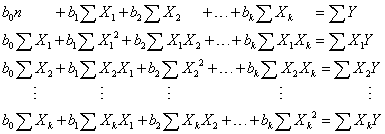 b₀n + b₁∑X₁ + b₂∑X₂ + … + bₖ∑Xₖ = ∑Y
b₀∑X₁ + b₁∑X₁² + b₂∑X₁X₂ + … + bₖ∑X₁Xₖ = ∑X₁Y
b₀∑X₂ + b₁∑X₂X₁ + b₂∑X₂² + … + bₖ∑X₂Xₖ = ∑X₂Y
⋮ ⋮ ⋮ ⋮ ⋮
b₀∑Xₖ + b₁∑XₖX₁ + b₂∑XₖX₂ + … + bₖ∑Xₖ² = ∑XₖY